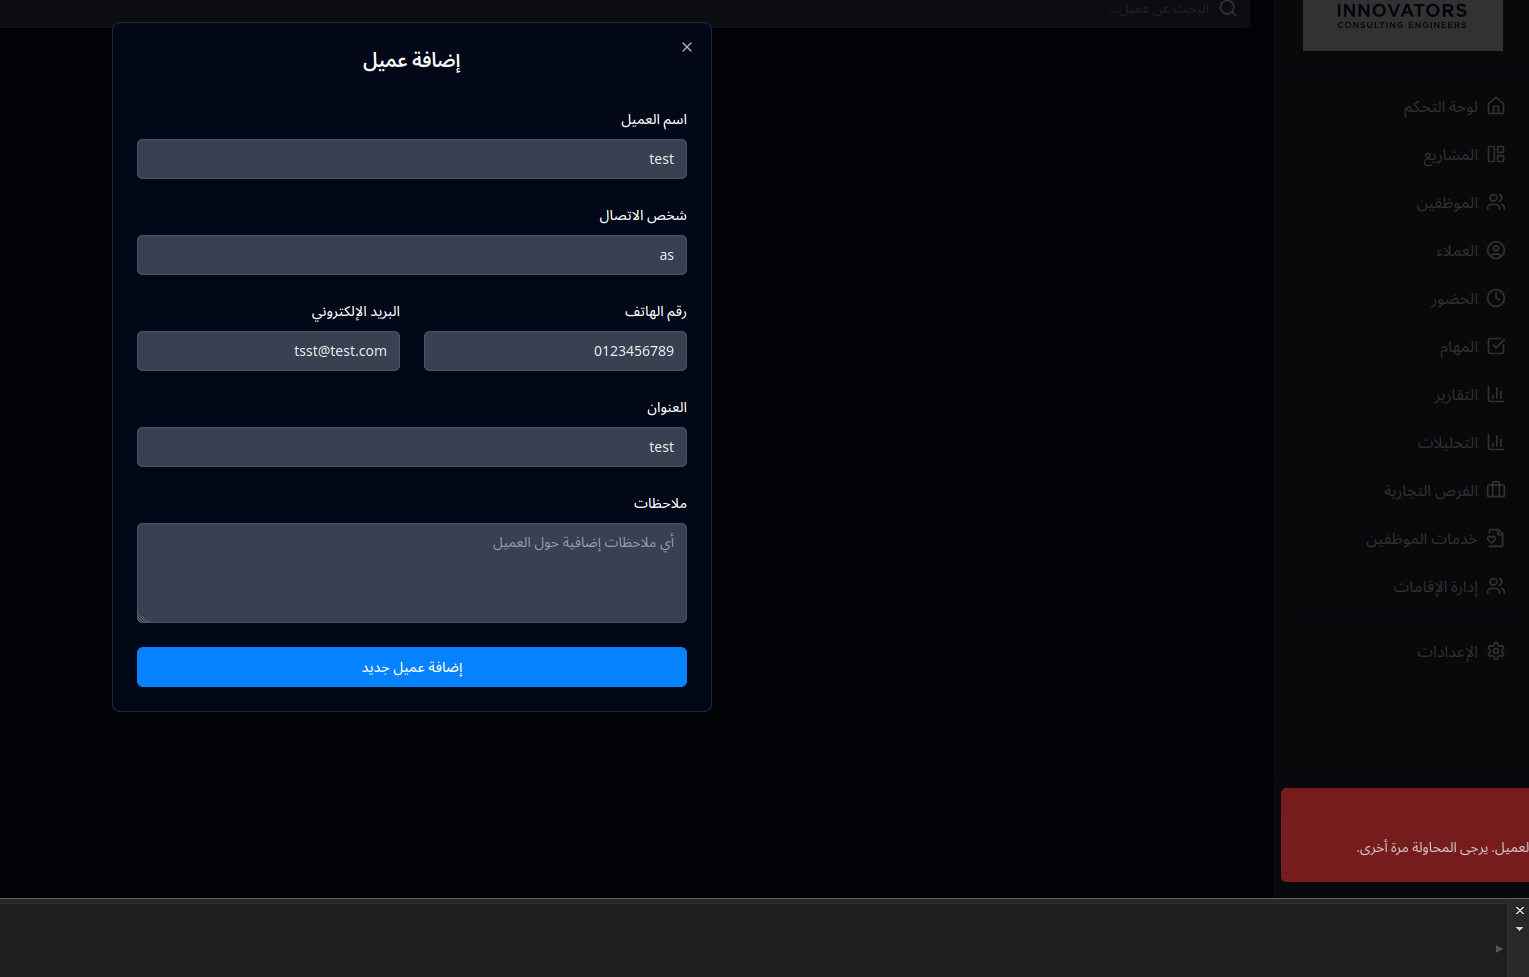 البحث عن عميل...
INNOVATORS
CONSULTING ENGINEERS
لوحة التحكم
المشاريع
الموظفين
العملاء
الحضور
المهام
التقارير
التحليلات
الفرص التجارية
خدمات الموظفين
إدارة الإقامات
الإعدادات
إضافة عميل
اسم العميل
test
شخص الاتصال
as
رقم الهاتف
البريد الإلكتروني
0123456789
tsst@test.com
العنوان
test
ملاحظات
أي ملاحظات إضافية حول العميل
إضافة عميل جديد
لعميل. يرجى المحاولة مرة أخرى.